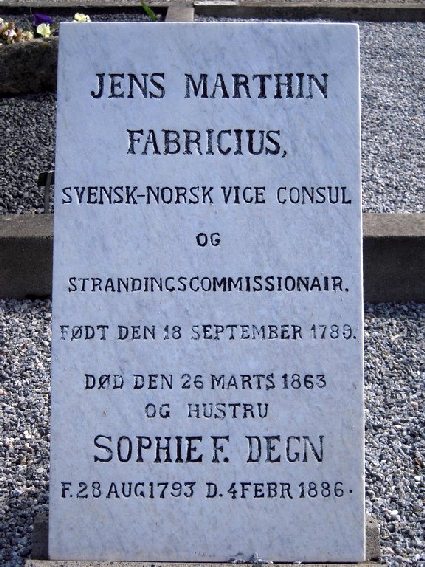 JENS MARTHIN
FABRICIUS,
SVENSK-NORSK VICE CONSUL
OG
STRANDINGSCOMMISSIONAIR.
FØDT DEN 18 SEPTEMBER 1789.
DØD DEN 26 MARTS 1863
OG HUSTRU
SOPHIE F. DEGN
F. 28 AUG 1793 D. 4 FEBR 1886.